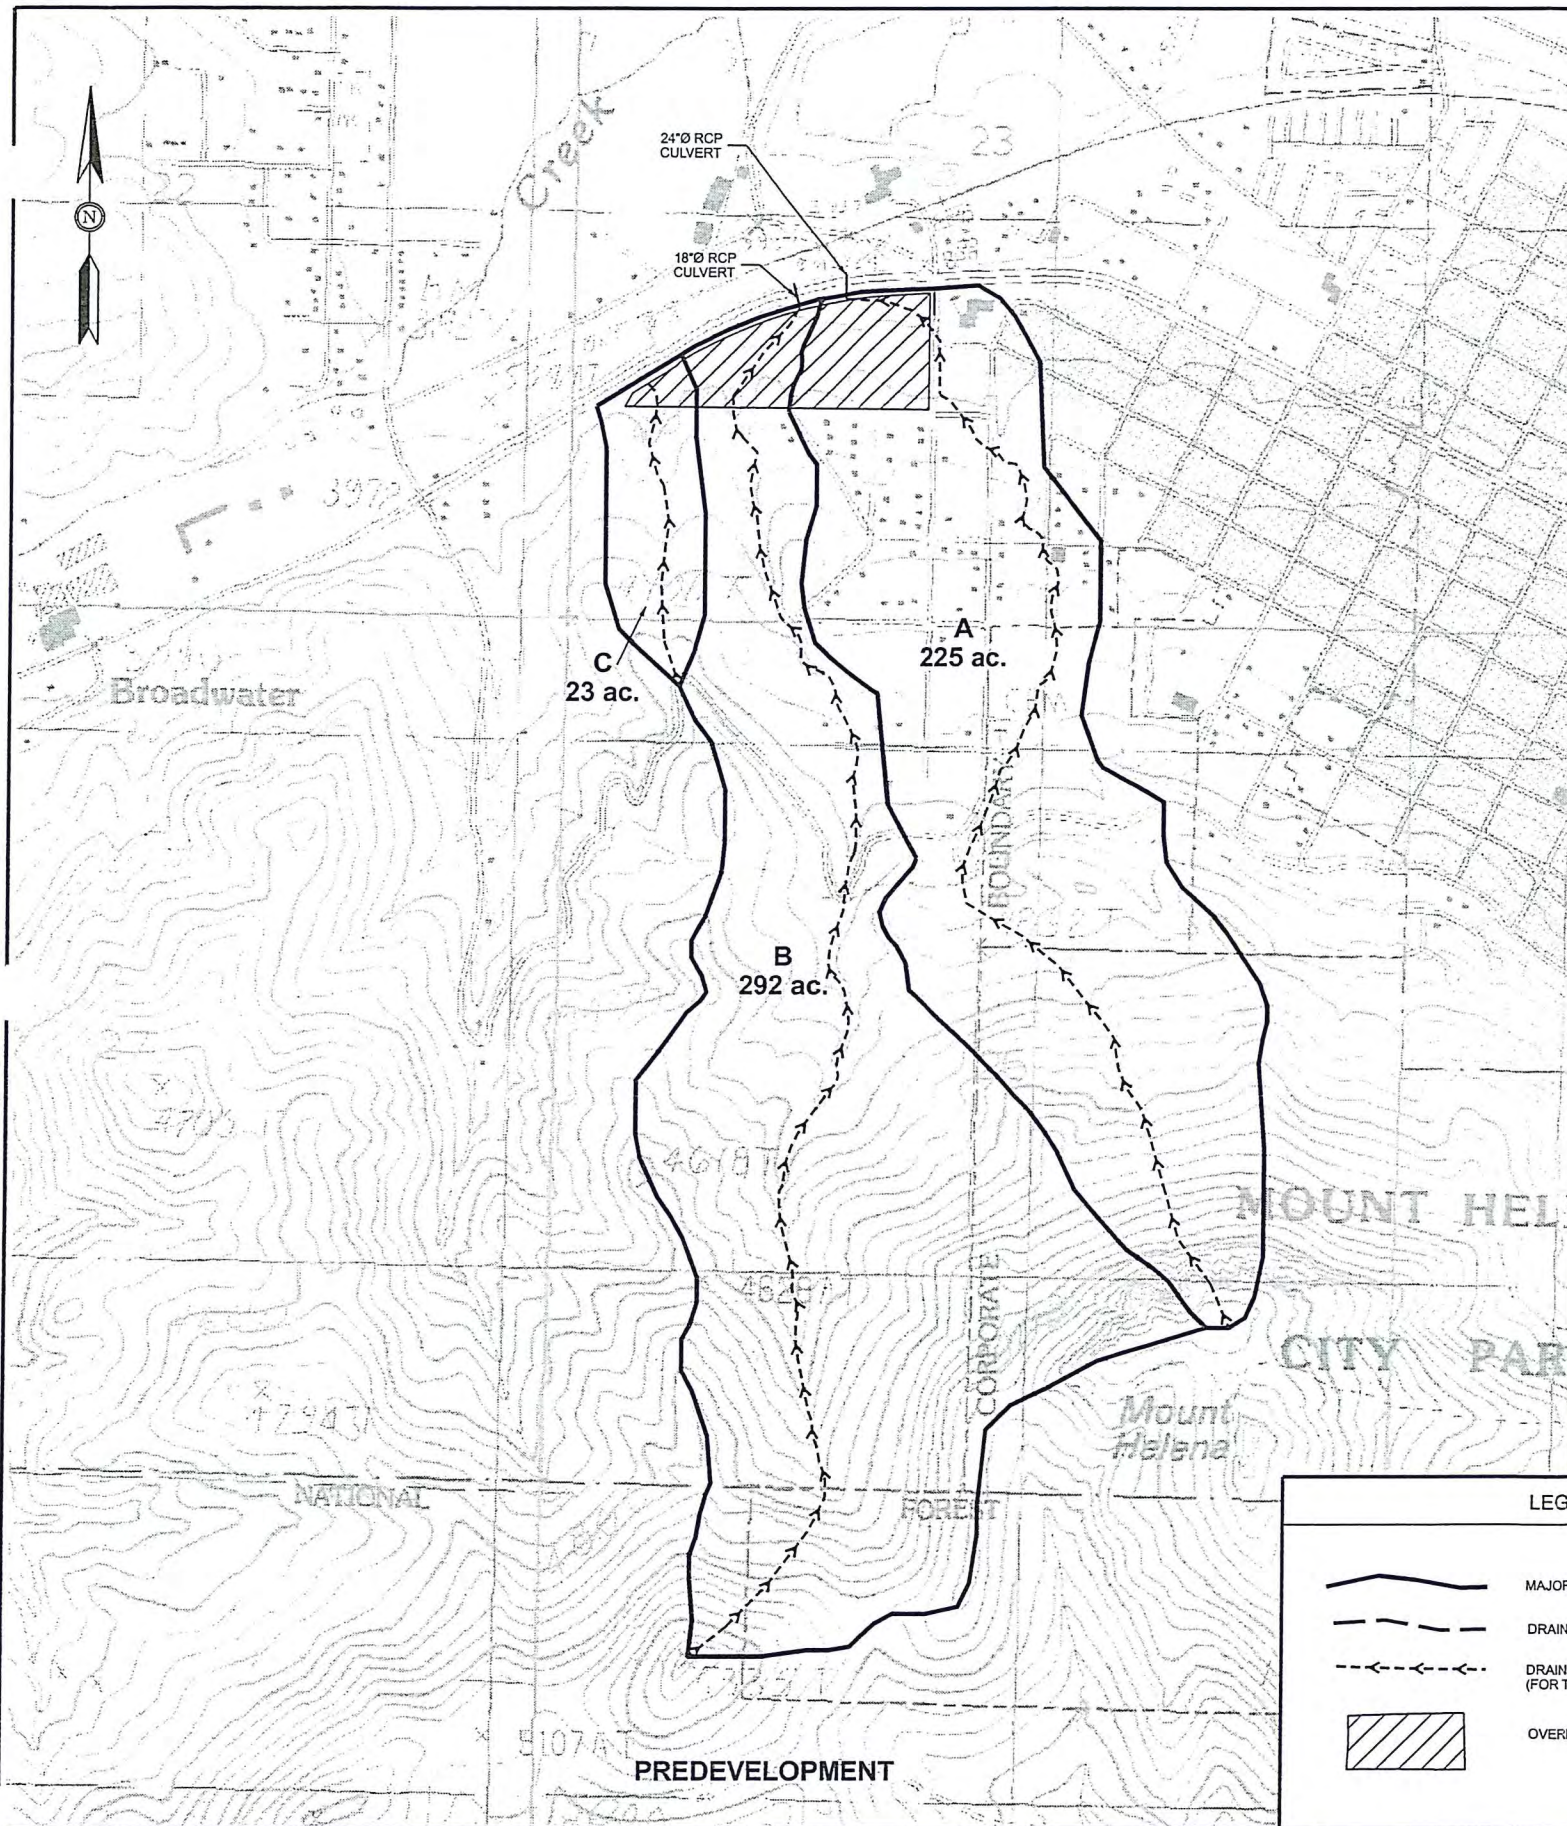 24"Ø RCP
CULVERT
23
Creek
22
N
18"Ø RCP
CULVERT
A
225 ac.
C
23 ac.
Broadwater
BOUNDARY
B
292 ac.
MOUNT HEL
CORPORATE
CITY PAR
Mount
Helena
NATIONAL
FOREST
LEG
MAJOR
DRAIN
DRAIN
(FOR T
OVER
PREDEVELOPMENT